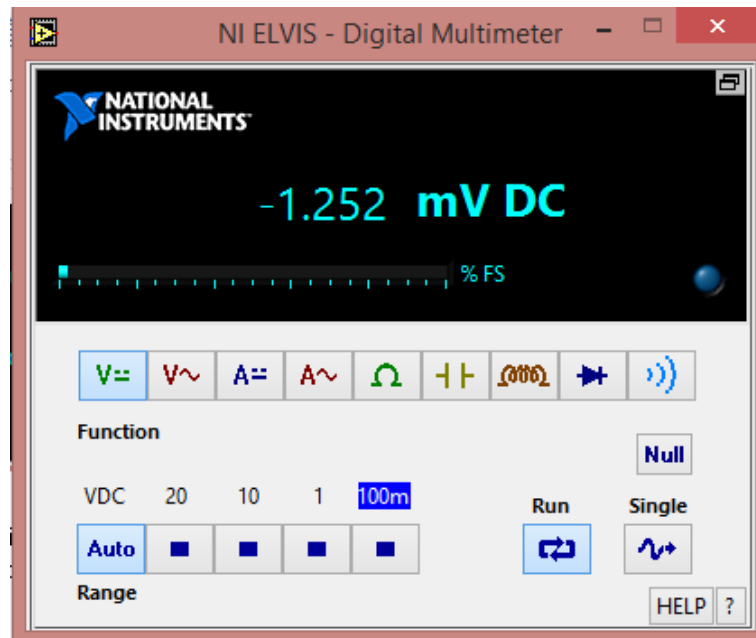 NI ELVIS - Digital Multimeter
NATIONAL
INSTRUMENTS™
-1.252 mV DC
% FS
V V A A Ω
Function
Null
VDC 20 10 1 100m
Run Single
Auto
Range
HELP ?